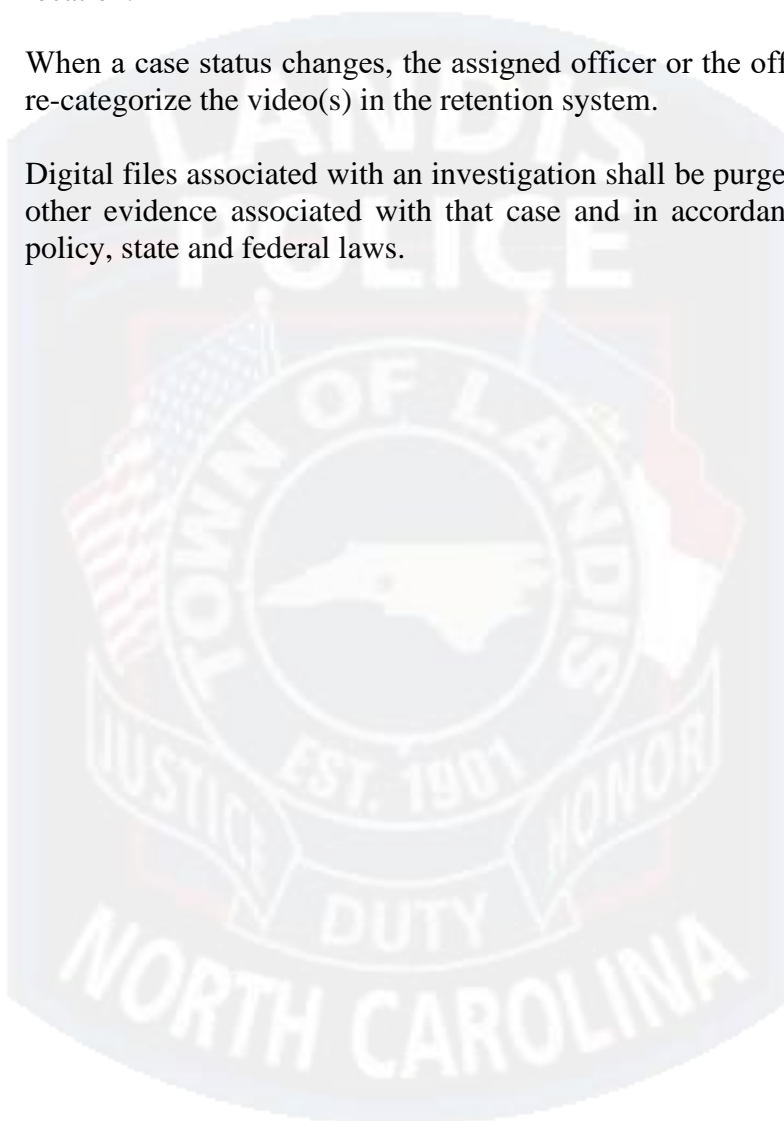 When a case status changes, the assigned officer or the off
re-categorize the video(s) in the retention system.
Digital files associated with an investigation shall be purge
other evidence associated with that case and in accordan
policy, state and federal laws.
LANDIS
POLICE
TOWN OF LANDIS
EST. 1901
JUSTICE
DUTY
HONOR
NORTH CAROLINA